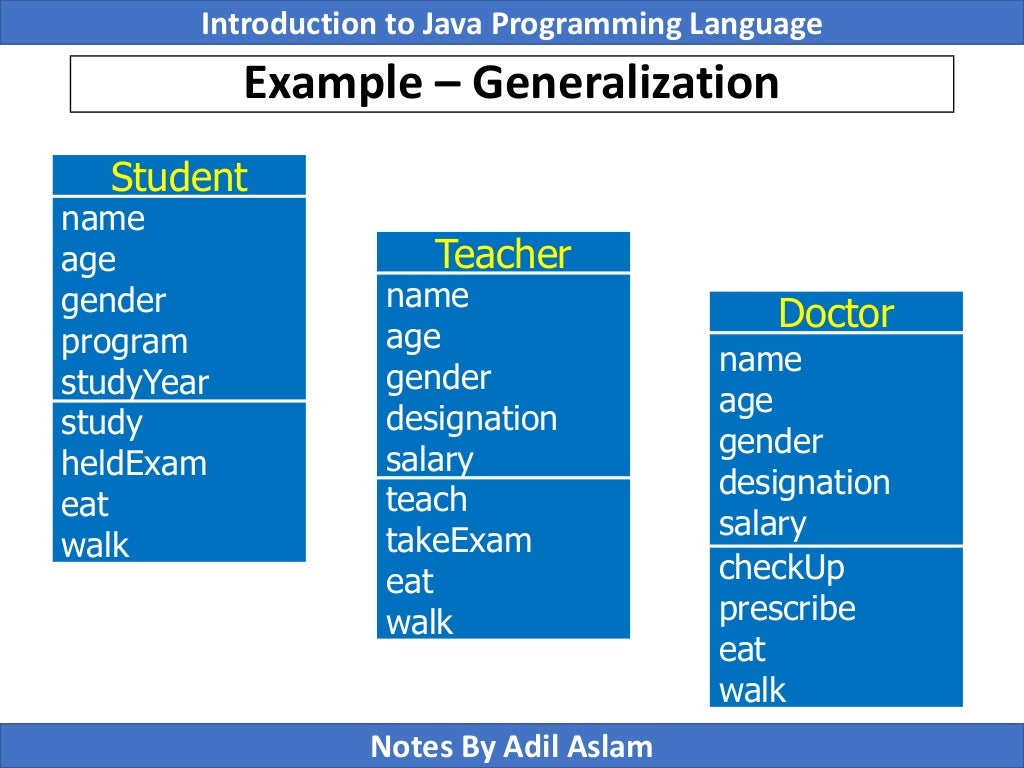 Introduction to Java Programming Language
Example – Generalization
Student
name
age
gender
program
studyYear
study
heldExam
eat
walk
Teacher
name
age
gender
designation
salary
teach
takeExam
eat
walk
Doctor
name
age
gender
designation
salary
checkUp
prescribe
eat
walk
Notes By Adil Aslam